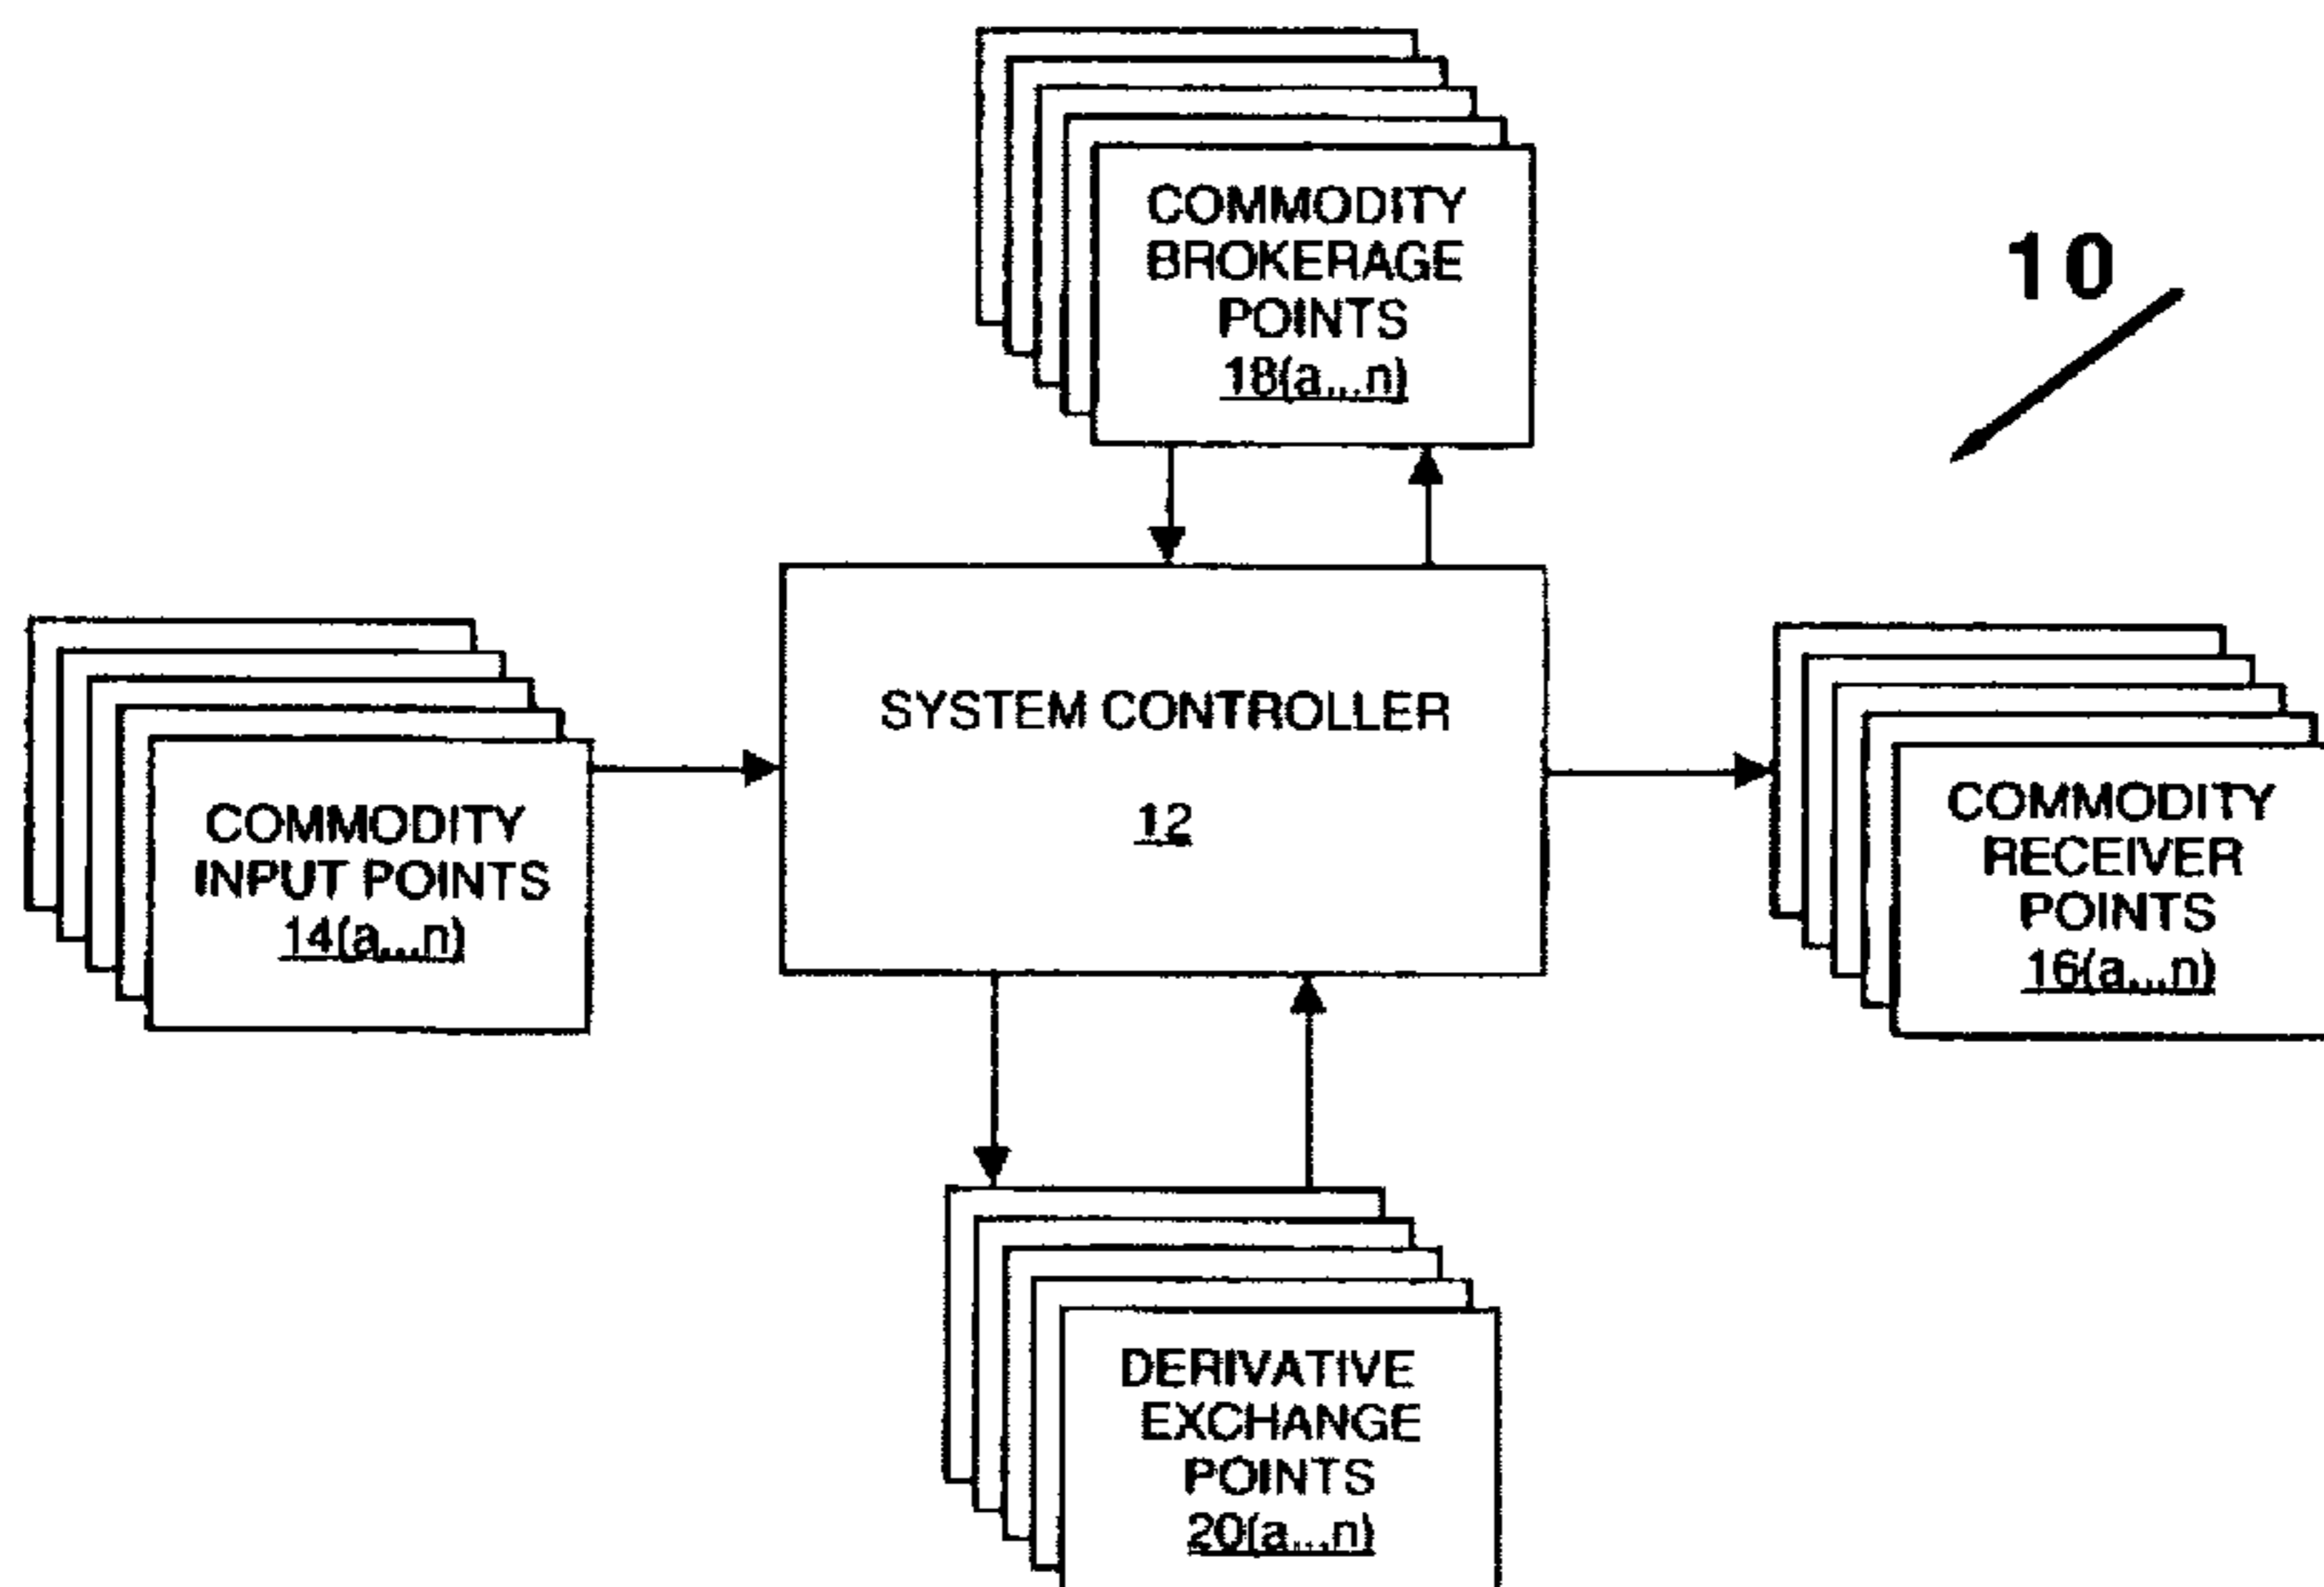 COMMODITY
BROKERAGE
POINTS
18(a...n)
10
SYSTEM CONTROLLER
12
COMMODITY
INPUT POINTS
14(a...n)
COMMODITY
RECEIVER
POINTS
16(a...n)
DERIVATIVE
EXCHANGE
POINTS
20(a...n)